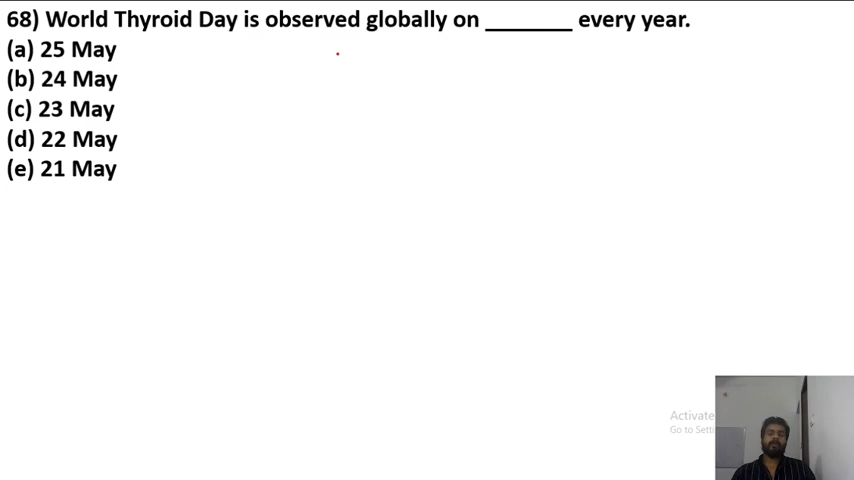 68) World Thyroid Day is observed globally on _______ every year.
(a) 25 May
(b) 24 May
(c) 23 May
(d) 22 May
(e) 21 May
Activate
Go to Setti